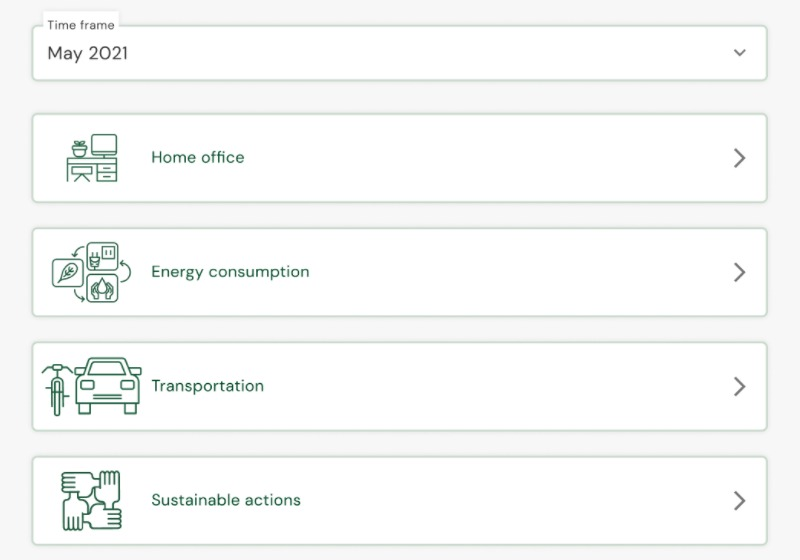 Time frame
May 2021
Home office
Energy consumption
Transportation
Sustainable actions